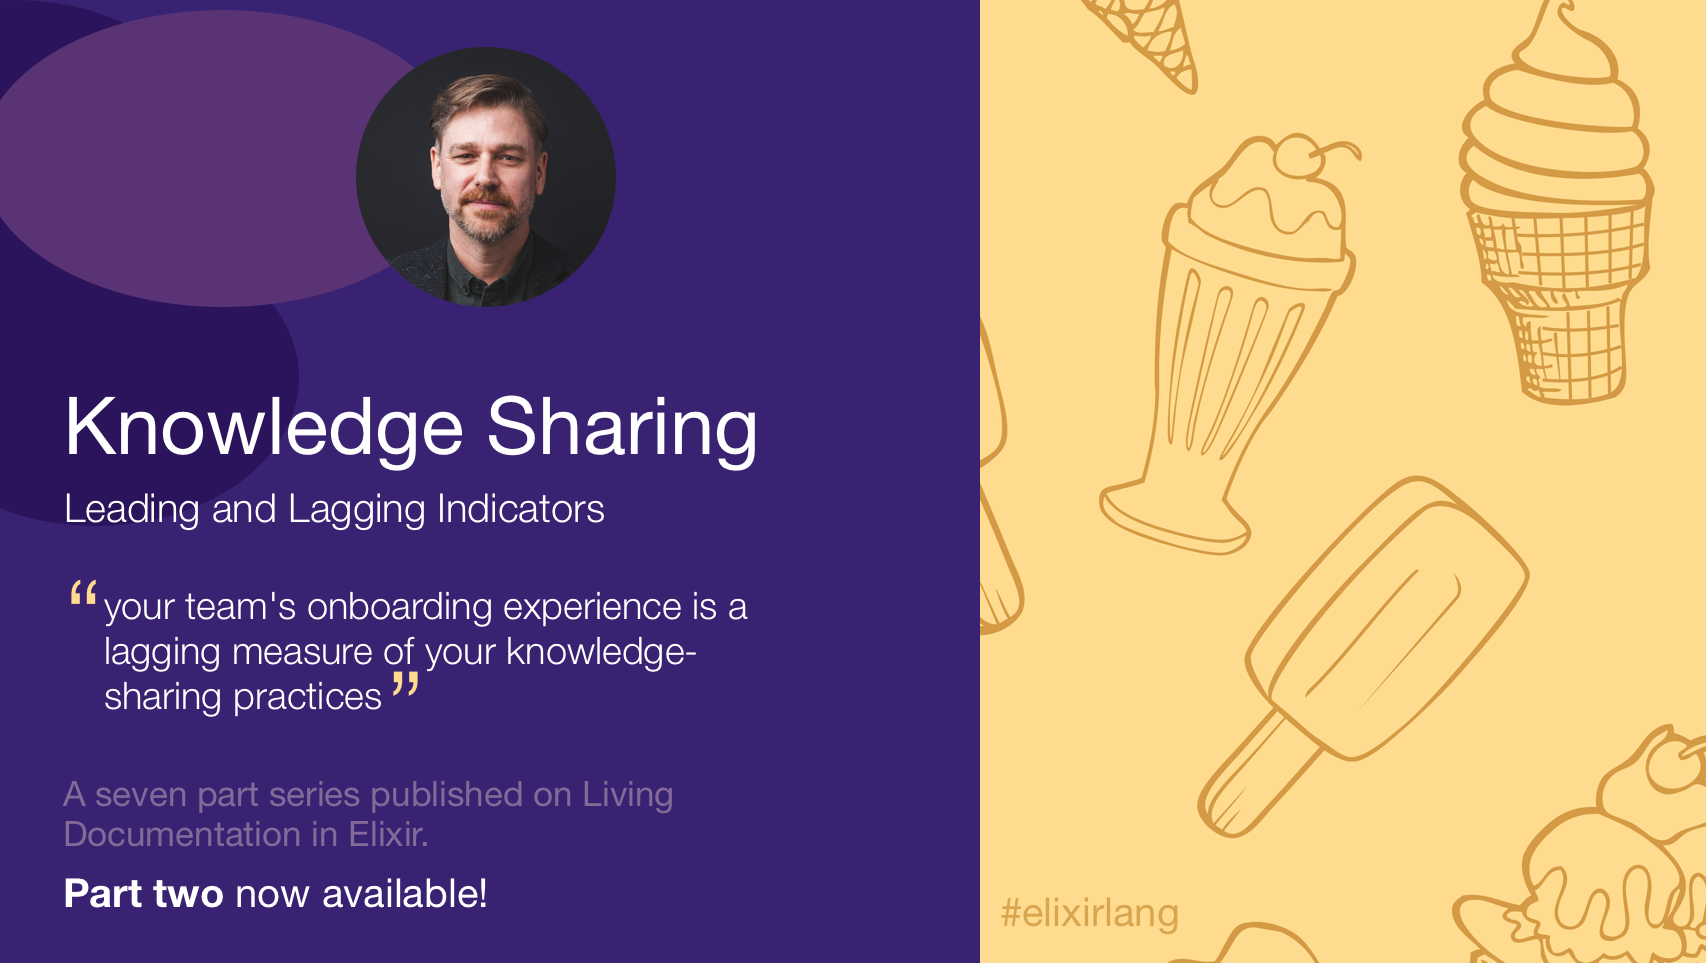 Knowledge Sharing
Leading and Lagging Indicators
“your team's onboarding experience is a
lagging measure of your knowledge-
sharing practices”
A seven part series published on Living
Documentation in Elixir.
Part two now available!
#elixirlang